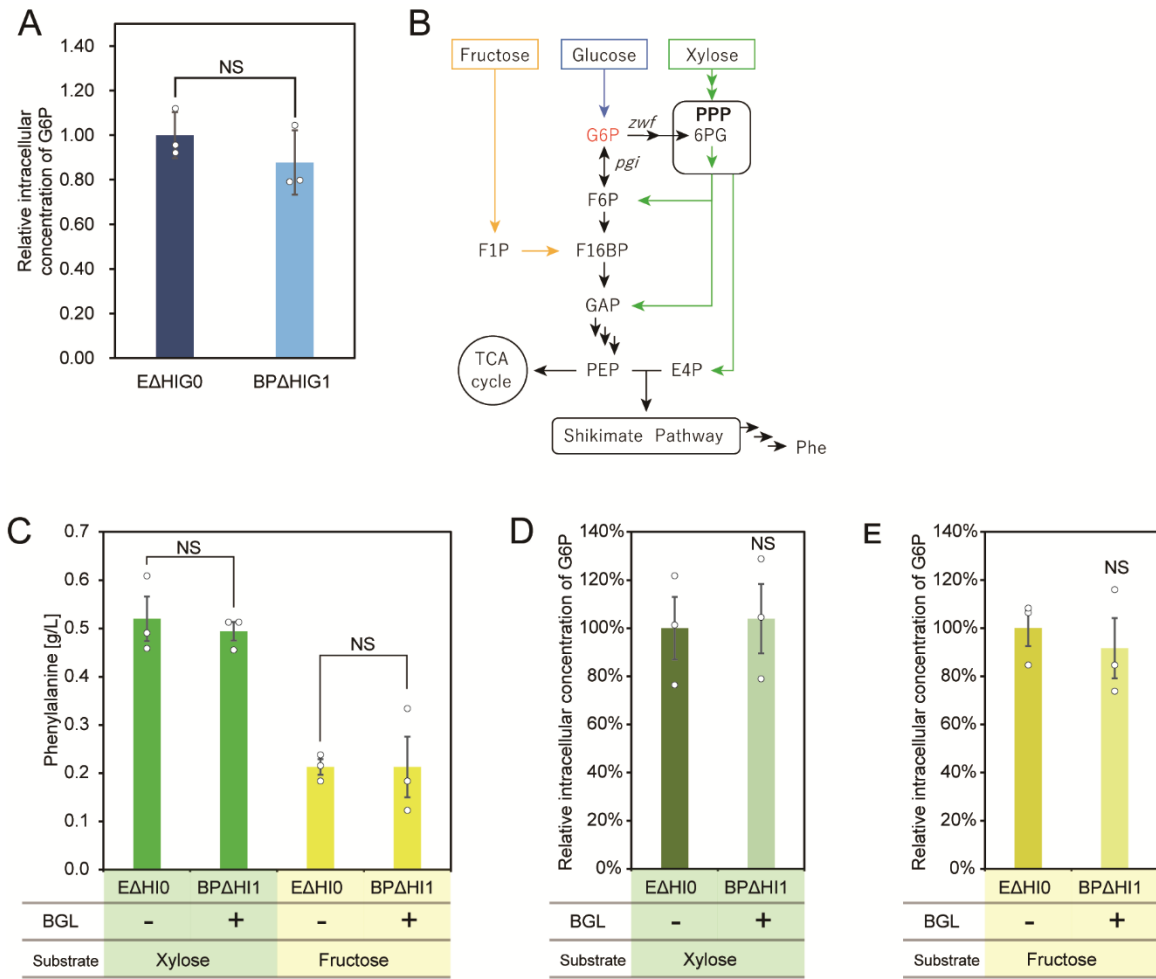 A
Relative intracellular
concentration of G6P
1.40
1.20
1.00
0.80
0.60
0.40
0.20
0.00
NS
EΔHIG0
BPΔHIG1
B
Fructose
Glucose
Xylose
PPP
G6P
zwf
6PG
pgi
F6P
F1P
F16BP
GAP
TCA
cycle
PEP
E4P
Shikimate Pathway
Phe
C
Phenylalanine [g/L]
0.7
0.6
0.5
0.4
0.3
0.2
0.1
0.0
NS
NS
EΔHI0
BPΔHI1
EΔHI0
BPΔHI1
BGL
-
+
-
+
Substrate
Xylose
Fructose
D
Relative intracellular concentration of G6P
140%
120%
100%
80%
60%
40%
20%
0%
NS
EΔHI0
BPΔHI1
BGL
-
+
Substrate
Xylose
E
Relative intracellular concentration of G6P
140%
120%
100%
80%
60%
40%
20%
0%
NS
EΔHI0
BPΔHI1
BGL
-
+
Substrate
Fructose